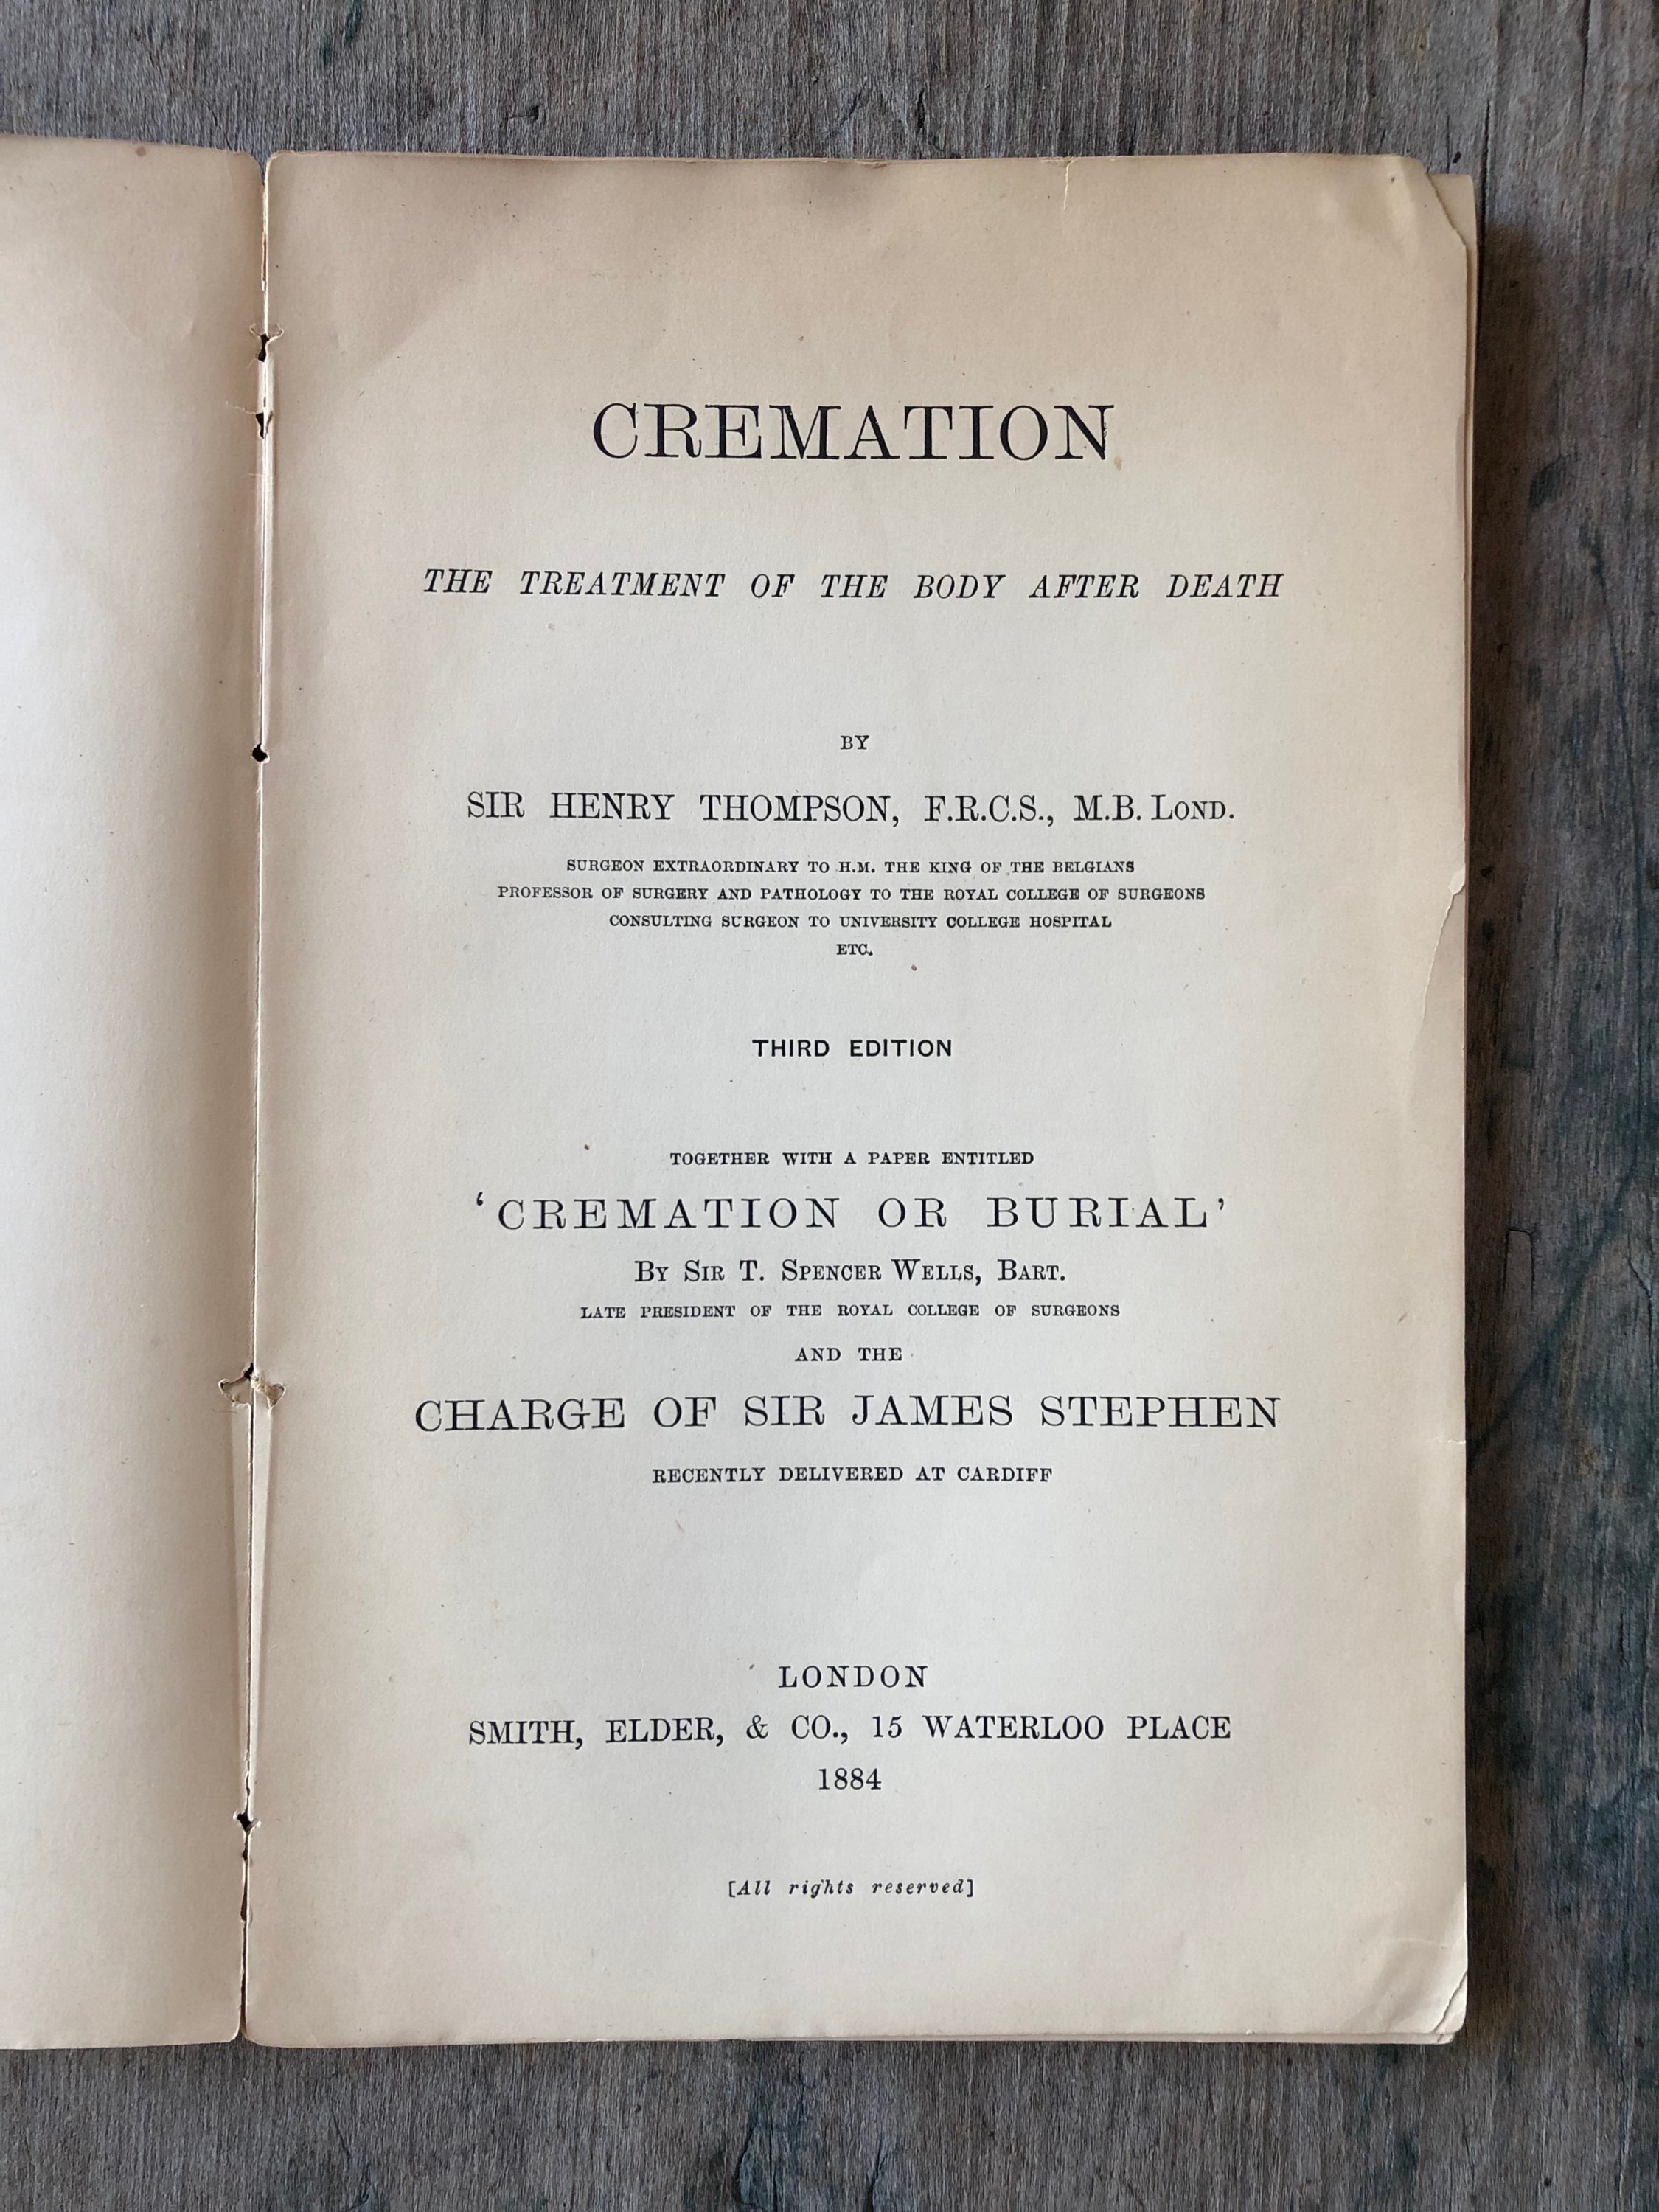 CREMATION
THE TREATMENT OF THE BODY AFTER DEATH
BY
SIR HENRY THOMPSON, F.R.C.S., M.B. LOND.
SURGEON EXTRAORDINARY TO H.M. THE KING OF THE BELGIANS
PROFESSOR OF SURGERY AND PATHOLOGY TO THE ROYAL COLLEGE OF SURGEONS
CONSULTING SURGEON TO UNIVERSITY COLLEGE HOSPITAL
ETC.
THIRD EDITION
TOGETHER WITH A PAPER ENTITLED
‘CREMATION OR BURIAL’
BY SIR T. SPENCER WELLS, BART.
LATE PRESIDENT OF THE ROYAL COLLEGE OF SURGEONS
AND THE
CHARGE OF SIR JAMES STEPHEN
RECENTLY DELIVERED AT CARDIFF
LONDON
SMITH, ELDER, & CO., 15 WATERLOO PLACE
1884
[All rights reserved]